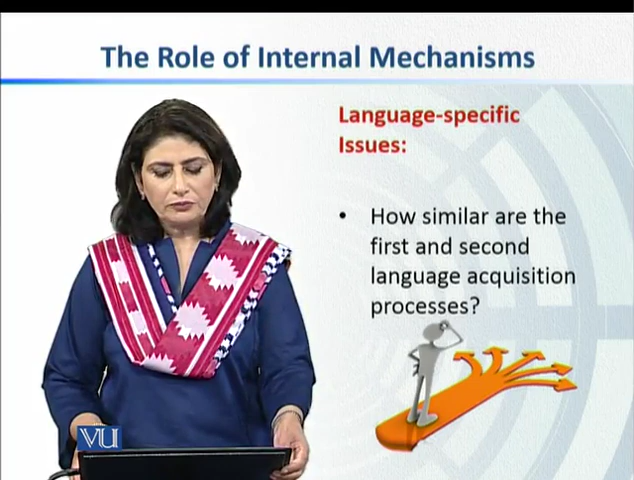 The Role of Internal Mechanisms
Language-specific
Issues:
• How similar are the
first and second
language acquisition
processes?
VU